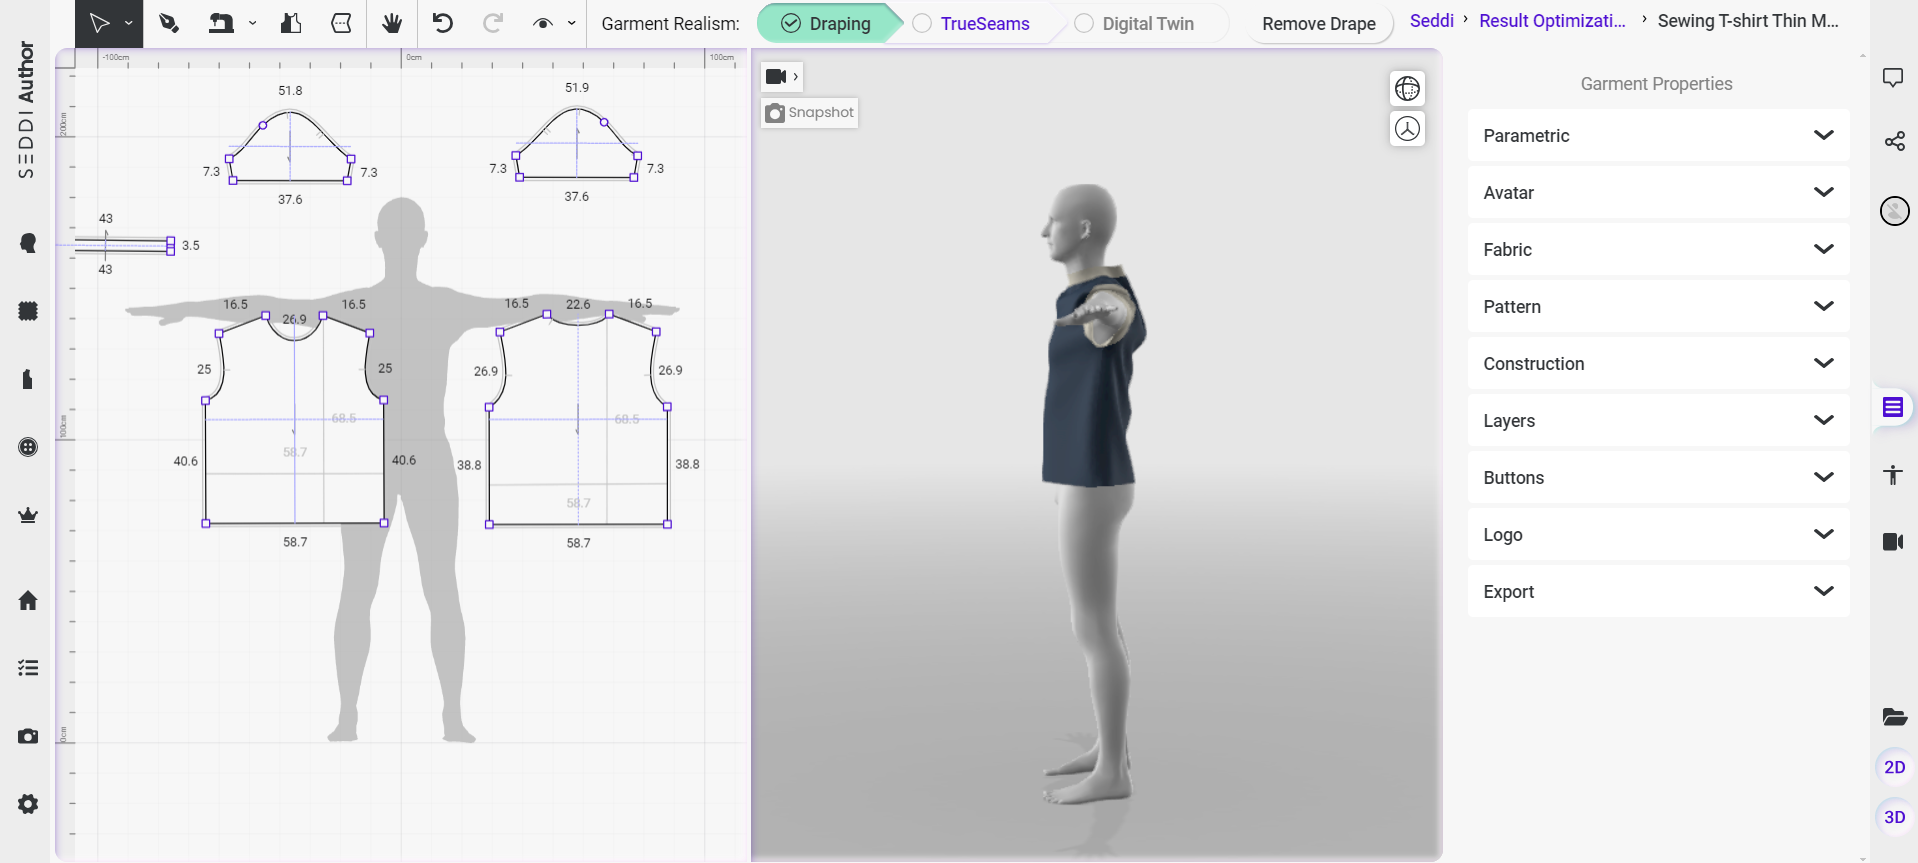 SEDDI Author
Garment Realism:
Draping
TrueSeams
Digital Twin
Remove Drape
Seddi › Result Optimizati... › Sewing T-shirt Thin M...
-100cm
0cm
100cm
200cm
100cm
0cm
51.8
7.3
7.3
37.6
51.9
7.3
7.3
37.6
43
3.5
43
16.5
26.9
16.5
25
25
68.5
58.7
40.6
40.6
58.7
16.5
22.6
16.5
26.9
26.9
68.5
38.8
38.8
58.7
58.7
Snapshot
Garment Properties
Parametric
Avatar
Fabric
Pattern
Construction
Layers
Buttons
Logo
Export
2D
3D